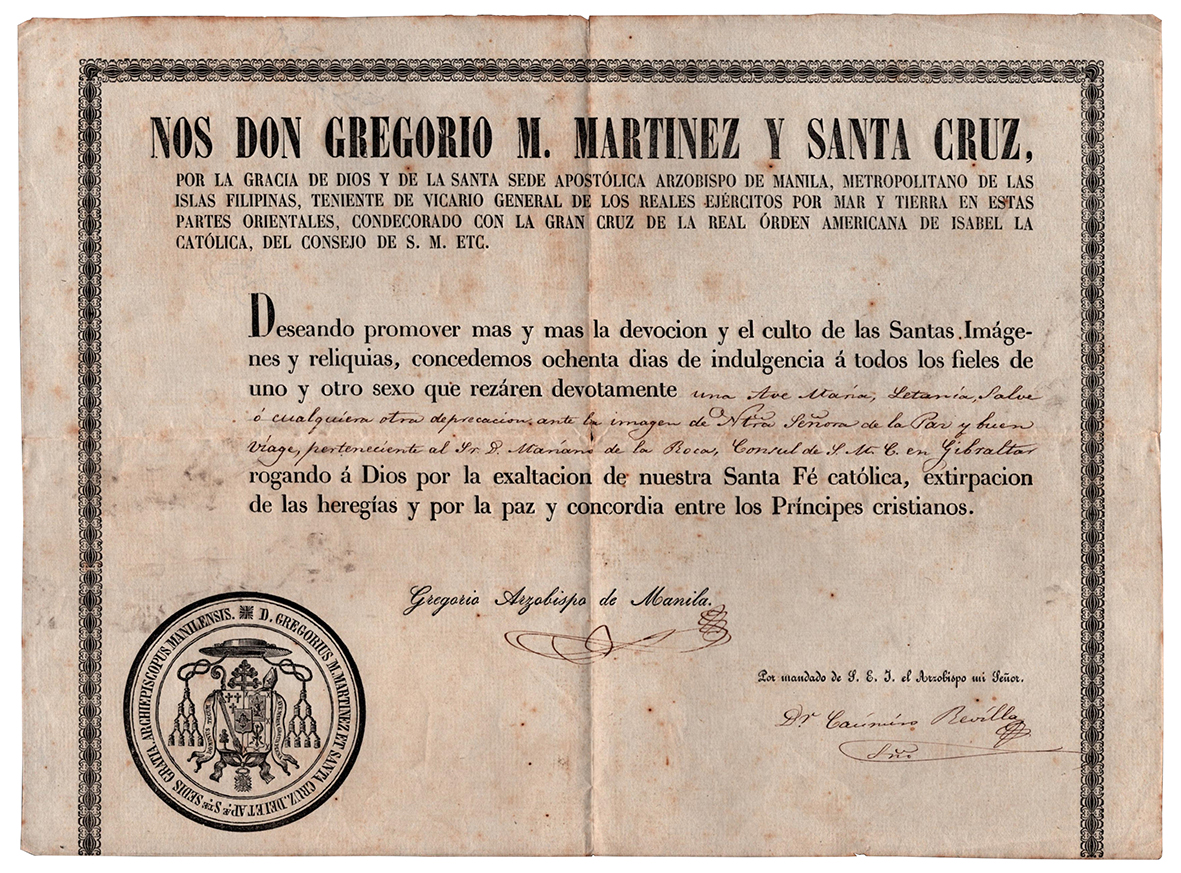 NOS DON GREGORIO M. MARTINEZ Y SANTA CRUZ,
POR LA GRACIA DE DIOS Y DE LA SANTA SEDE APOSTÓLICA ARZOBISPO DE MANILA, METROPOLITANO DE LAS
ISLAS FILIPINAS, TENIENTE DE VICARIO GENERAL DE LOS REALES EJÉRCITOS POR MAR Y TIERRA EN ESTAS
PARTES ORIENTALES, CONDECORADO CON LA GRAN CRUZ DE LA REAL ÓRDEN AMERICANA DE ISABEL LA
CATÓLICA, DEL CONSEJO DE S. M. ETC.
Deseando promover mas y mas la devocion y el culto de las Santas Imáge-
nes y reliquias, concedemos ochenta dias de indulgencia á todos los fieles de
uno y otro sexo que rezáren devotamente una Ave Maria, Letania, Salve
ó cualquiera otra deprecacion ante la imagen de Ntra Señora de la Paz y buen
Viage, perteneciente al Sr. D. Mariano de la Roca, Consul de S. M. C. en Gibraltar
rogando á Dios por la exaltacion de nuestra Santa Fé católica, extirpacion
de las heregías y por la paz y concordia entre los Príncipes cristianos.
Gregorio Arzobispo de Manila.
D. GREGORIUS M. MARTINEZ ET SANTA CRUZ. DEI ET AP.Æ S.TÆ SEDIS GRATIA ARCHIEPISCOPUS MANILENSIS.
Por mandado de S. E. I. el Arzobispo mi Señor.
Dr Casimiro Revilla
Srio